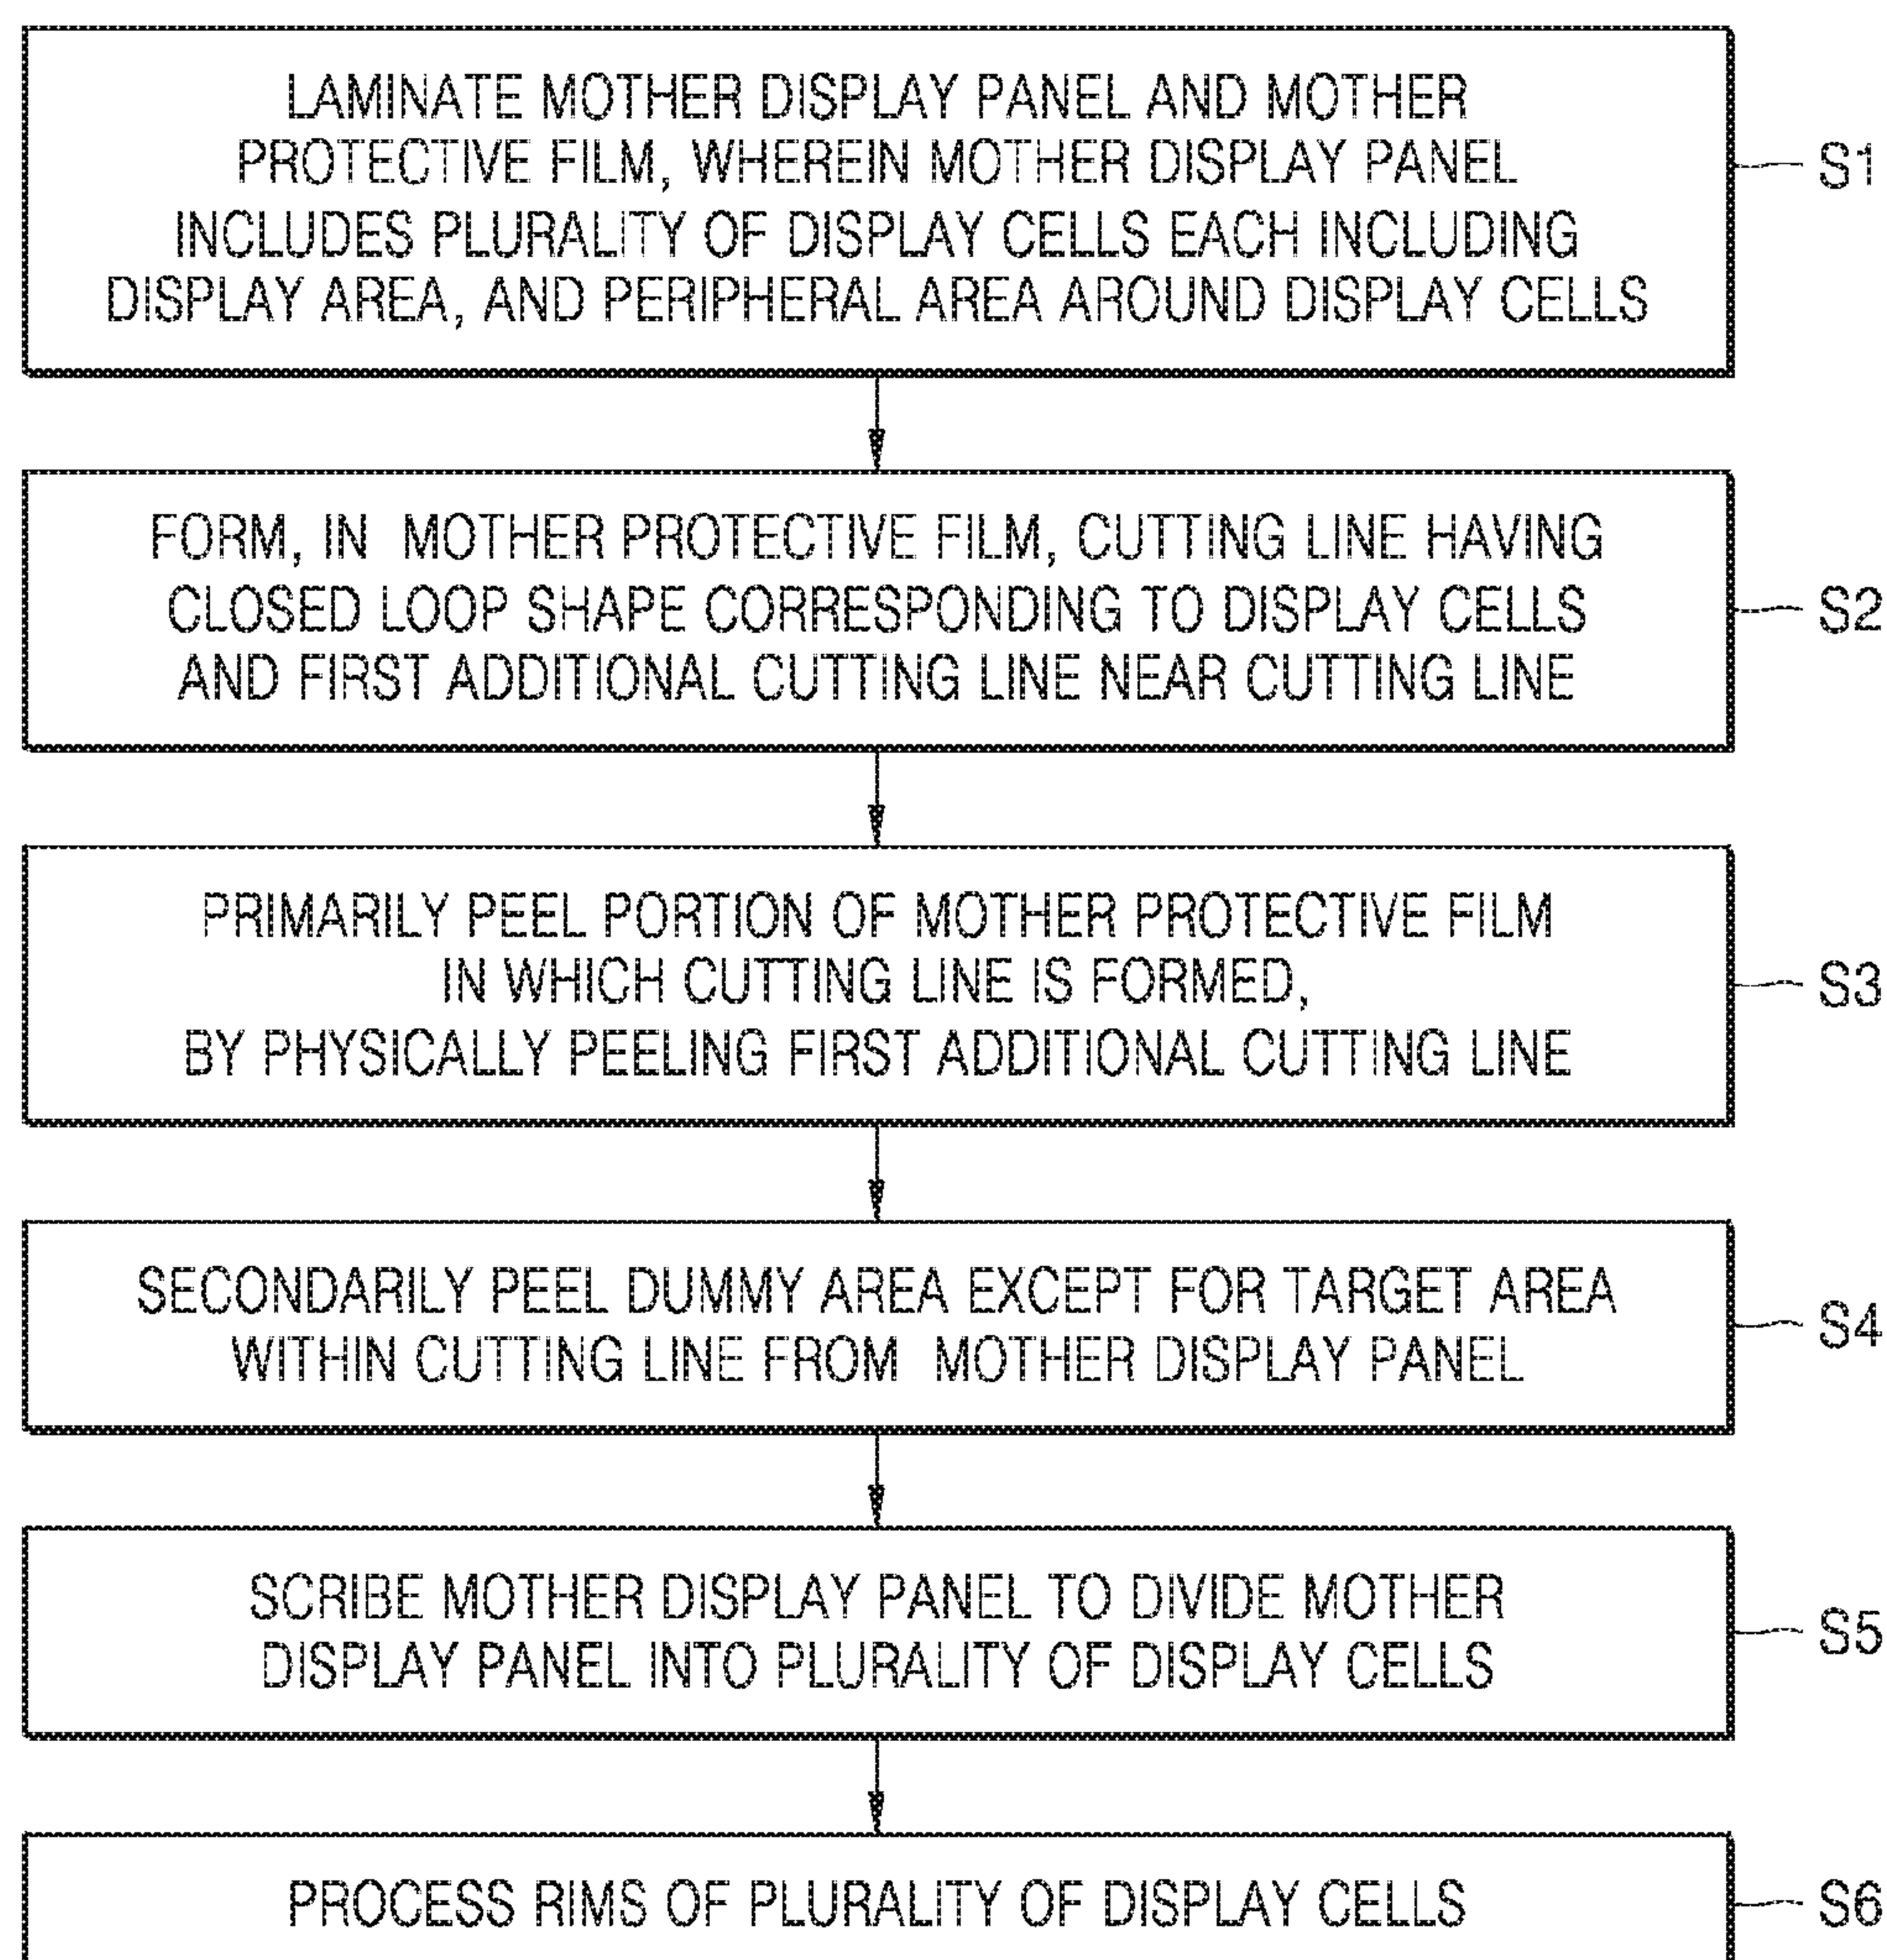 LAMINATE MOTHER DISPLAY PANEL AND MOTHER
PROTECTIVE FILM, WHEREIN MOTHER DISPLAY PANEL
INCLUDES PLURALITY OF DISPLAY CELLS EACH INCLUDING
DISPLAY AREA, AND PERIPHERAL AREA AROUND DISPLAY CELLS
S1
FORM, IN MOTHER PROTECTIVE FILM, CUTTING LINE HAVING
CLOSED LOOP SHAPE CORRESPONDING TO DISPLAY CELLS
AND FIRST ADDITIONAL CUTTING LINE NEAR CUTTING LINE
S2
PRIMARILY PEEL PORTION OF MOTHER PROTECTIVE FILM
IN WHICH CUTTING LINE IS FORMED,
BY PHYSICALLY PEELING FIRST ADDITIONAL CUTTING LINE
S3
SECONDARILY PEEL DUMMY AREA EXCEPT FOR TARGET AREA
WITHIN CUTTING LINE FROM MOTHER DISPLAY PANEL
S4
SCRIBE MOTHER DISPLAY PANEL TO DIVIDE MOTHER
DISPLAY PANEL INTO PLURALITY OF DISPLAY CELLS
S5
PROCESS RIMS OF PLURALITY OF DISPLAY CELLS
S6